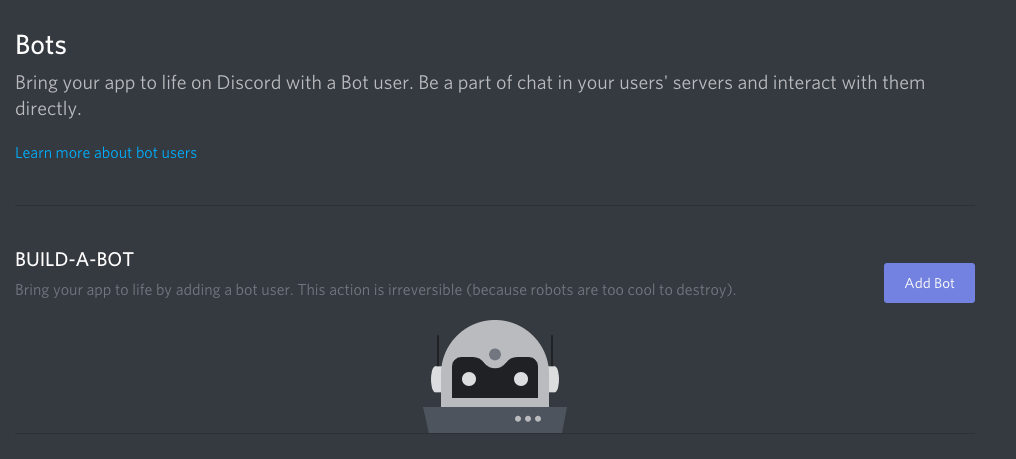 Bots
Bring your app to life on Discord with a Bot user. Be a part of chat in your users' servers and interact with them
directly.
Learn more about bot users
BUILD-A-BOT
Bring your app to life by adding a bot user. This action is irreversible (because robots are too cool to destroy).
Add Bot